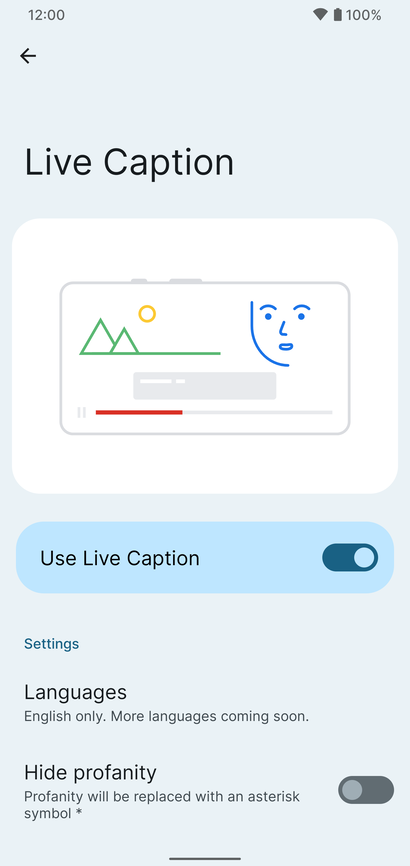 12:00 100%
Live Caption
Use Live Caption
Settings
Languages
English only. More languages coming soon.
Hide profanity
Profanity will be replaced with an asterisk
symbol *